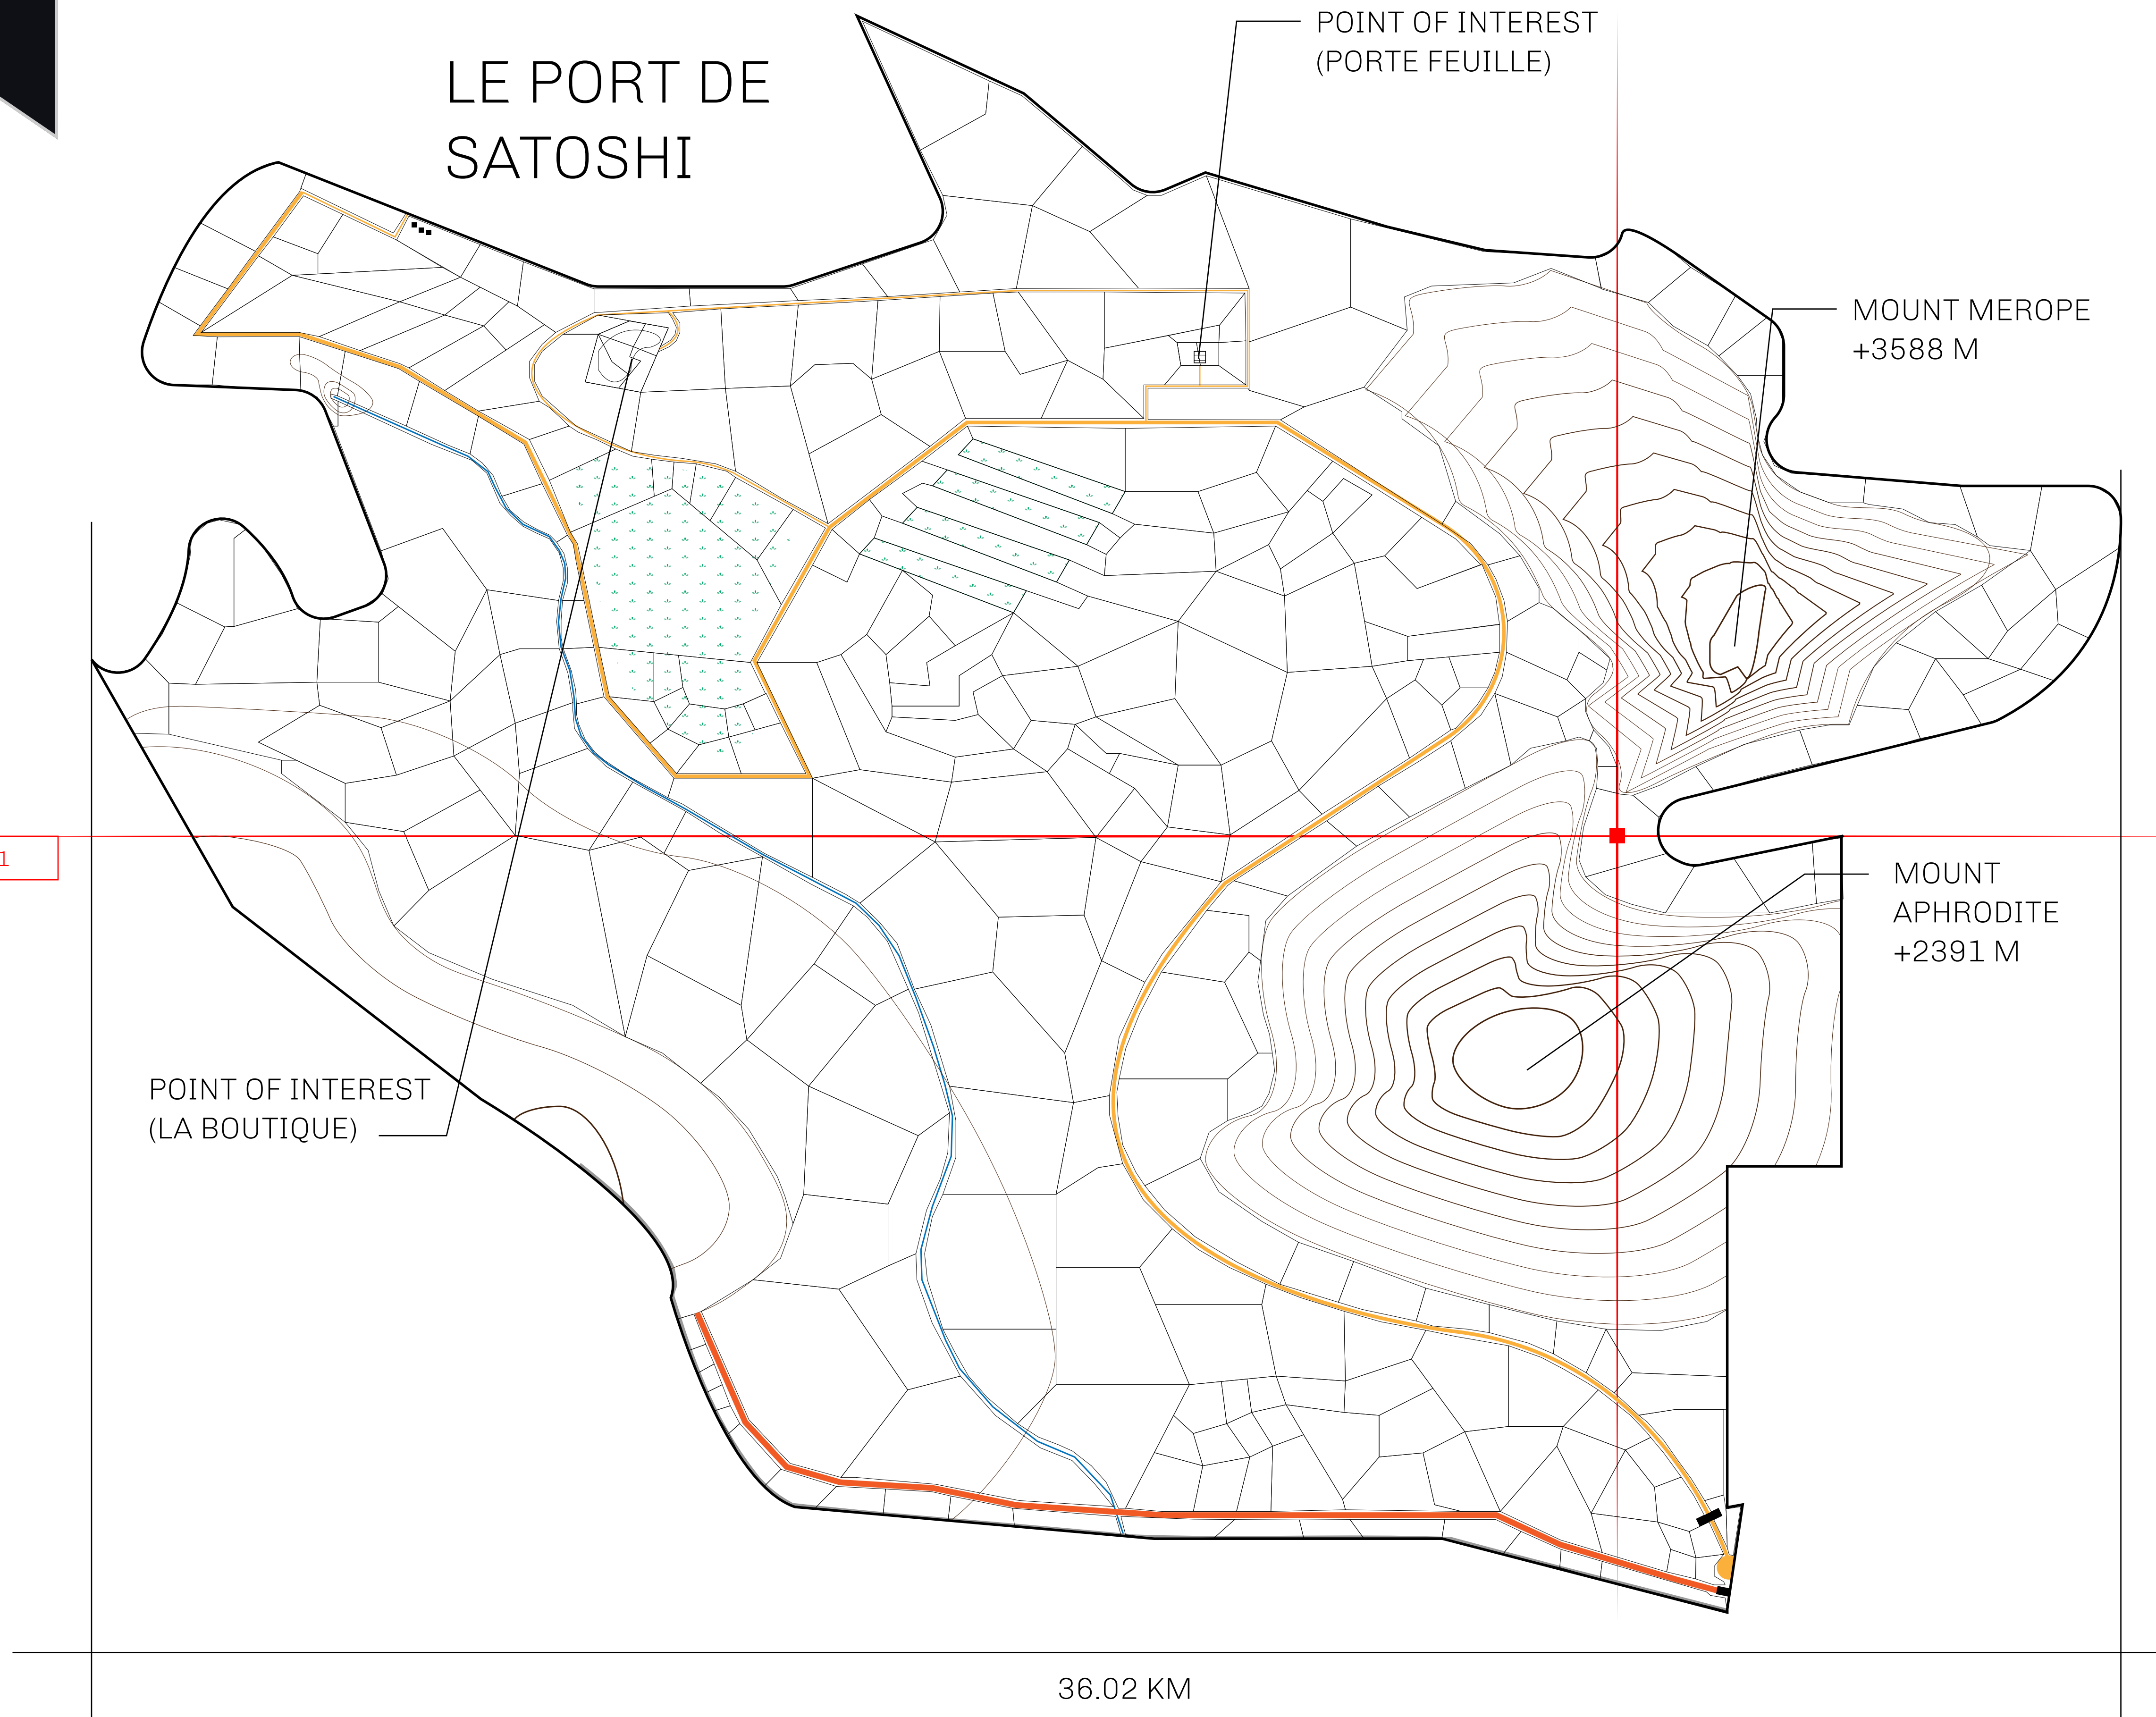 POINT OF INTEREST
(PORTE FEUILLE)
LE PORT DE
SATOSHI
MOUNT MEROPE
+3588 M
1
MOUNT
APHRODITE
+2391 M
POINT OF INTEREST
(LA BOUTIQUE)
36.02 KM